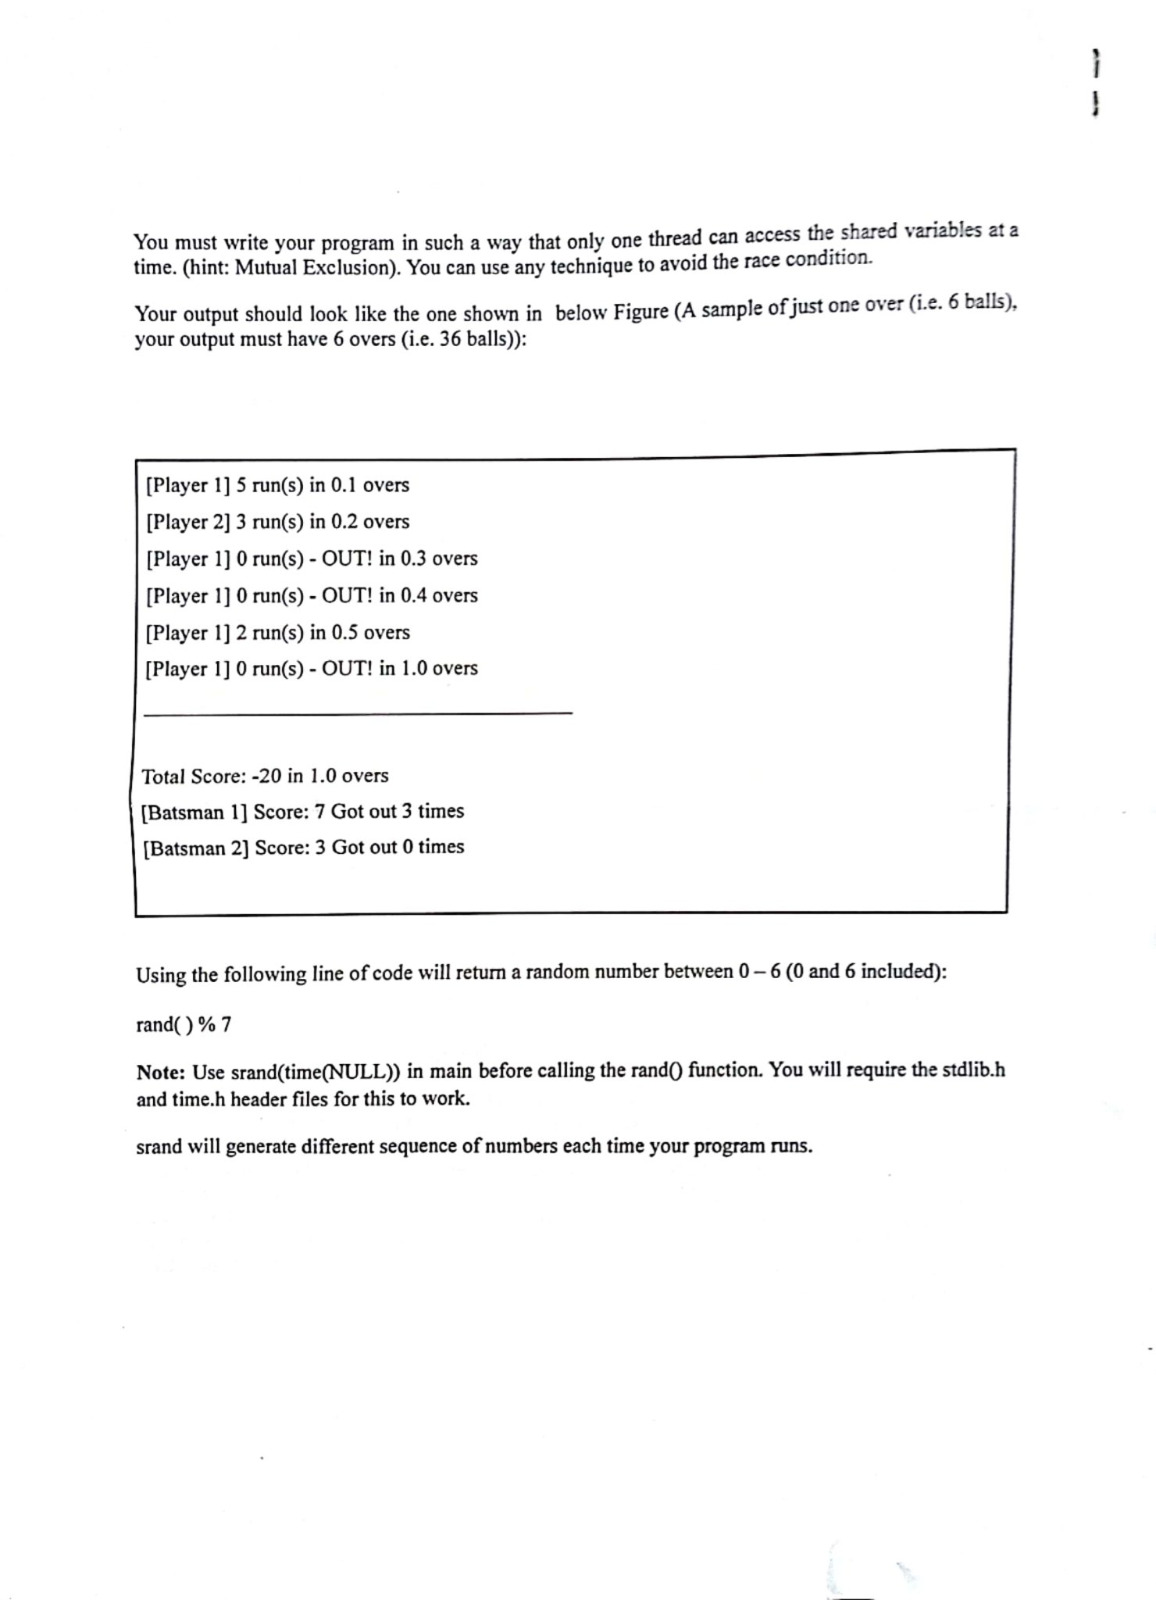 You must write your program in such a way that only one thread can access the shared variables at a
time. (hint: Mutual Exclusion). You can use any technique to avoid the race condition.
Your output should look like the one shown in below Figure (A sample of just one over (i.e. 6 balls),
your output must have 6 overs (i.e. 36 balls)):
[Player 1] 5 run(s) in 0.1 overs
[Player 2] 3 run(s) in 0.2 overs
[Player 1] 0 run(s) - OUT! in 0.3 overs
[Player 1] 0 run(s) - OUT! in 0.4 overs
[Player 1] 2 run(s) in 0.5 overs
[Player 1] 0 run(s) - OUT! in 1.0 overs
Total Score: -20 in 1.0 overs
[Batsman 1] Score: 7 Got out 3 times
[Batsman 2] Score: 3 Got out 0 times
Using the following line of code will return a random number between 0 – 6 (0 and 6 included):
rand( ) % 7
Note: Use srand(time(NULL)) in main before calling the rand() function. You will require the stdlib.h
and time.h header files for this to work.
srand will generate different sequence of numbers each time your program runs.